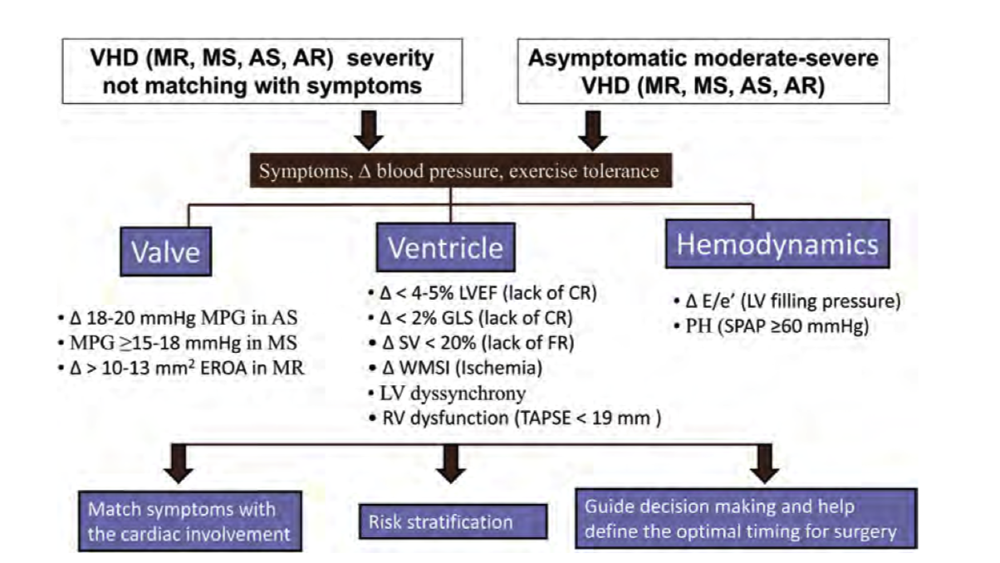 VHD (MR, MS, AS, AR) severity
not matching with symptoms
Asymptomatic moderate-severe
VHD (MR, MS, AS, AR)
Symptoms, Δ blood pressure, exercise tolerance
Valve
• Δ 18-20 mmHg MPG in AS
• MPG ≥15-18 mmHg in MS
• Δ > 10-13 mm² EROA in MR
Ventricle
• Δ < 4-5% LVEF (lack of CR)
• Δ < 2% GLS (lack of CR)
• Δ SV < 20% (lack of FR)
• Δ WMSI (Ischemia)
• LV dyssynchrony
• RV dysfunction (TAPSE < 19 mm )
Hemodynamics
• Δ E/e’ (LV filling pressure)
• PH (SPAP ≥60 mmHg)
Match symptoms with
the cardiac involvement
Risk stratification
Guide decision making and help
define the optimal timing for surgery